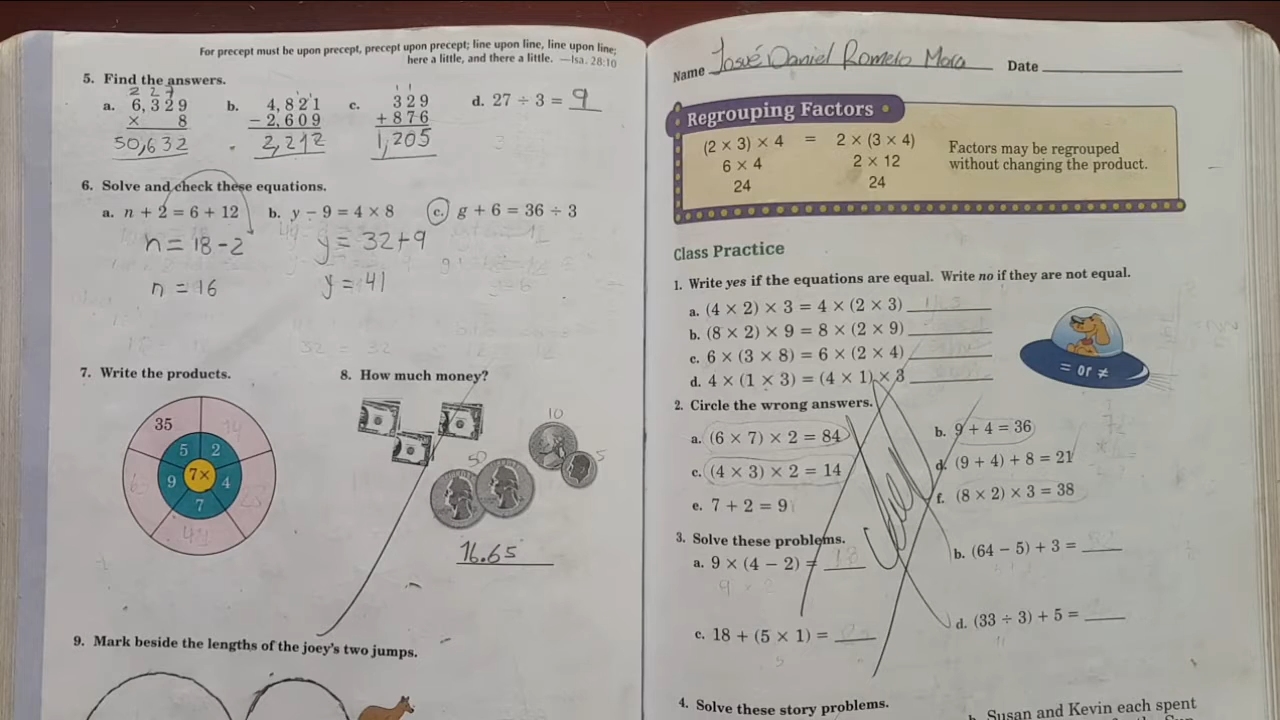 For precept must be upon precept, precept upon precept; line upon line, line upon line;
here a little, and there a little. —Isa. 28:10
5. Find the answers.
a. 6,329
× 8
50,632
b. 4,821
− 2,609
2,212
c. 329
+ 876
1,205
d. 27 ÷ 3 = 9
6. Solve and check these equations.
a. n + 2 = 6 + 12
n = 18 - 2
n = 16
b. y − 9 = 4 × 8
y = 32 + 9
y = 41
c. g + 6 = 36 ÷ 3
7. Write the products.
35
5 2
9 7× 4
7
8. How much money?
10
50
5
16.65
9. Mark beside the lengths of the joey's two jumps.
Name Josué Daniel Romelo Mora Date
Regrouping Factors
(2 × 3) × 4 = 2 × (3 × 4)
6 × 4 2 × 12
24 24
Factors may be regrouped
without changing the product.
Class Practice
1. Write yes if the equations are equal. Write no if they are not equal.
a. (4 × 2) × 3 = 4 × (2 × 3)
b. (8 × 2) × 9 = 8 × (2 × 9)
c. 6 × (3 × 8) = 6 × (2 × 4)
d. 4 × (1 × 3) = (4 × 1) × 3
= or ≠
2. Circle the wrong answers.
a. (6 × 7) × 2 = 84
b. 9 + 4 = 36
c. (4 × 3) × 2 = 14
d. (9 + 4) + 8 = 21
e. 7 + 2 = 9
f. (8 × 2) × 3 = 38
3. Solve these problems.
a. 9 × (4 − 2) = 18
b. (64 − 5) + 3 =
c. 18 + (5 × 1) =
d. (33 ÷ 3) + 5 =
4. Solve these story problems.
b. Susan and Kevin each spent